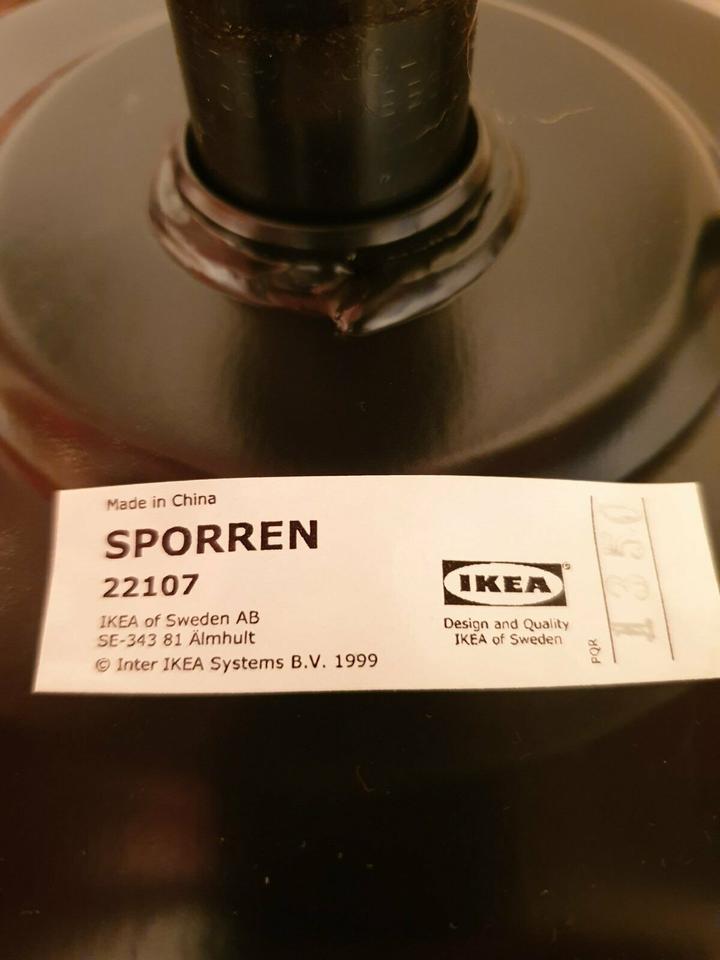 Made in China
SPORREN
22107
IKEA of Sweden AB
SE-343 81 Älmhult
© Inter IKEA Systems B.V. 1999
IKEA®
Design and Quality
IKEA of Sweden
PQR
1350